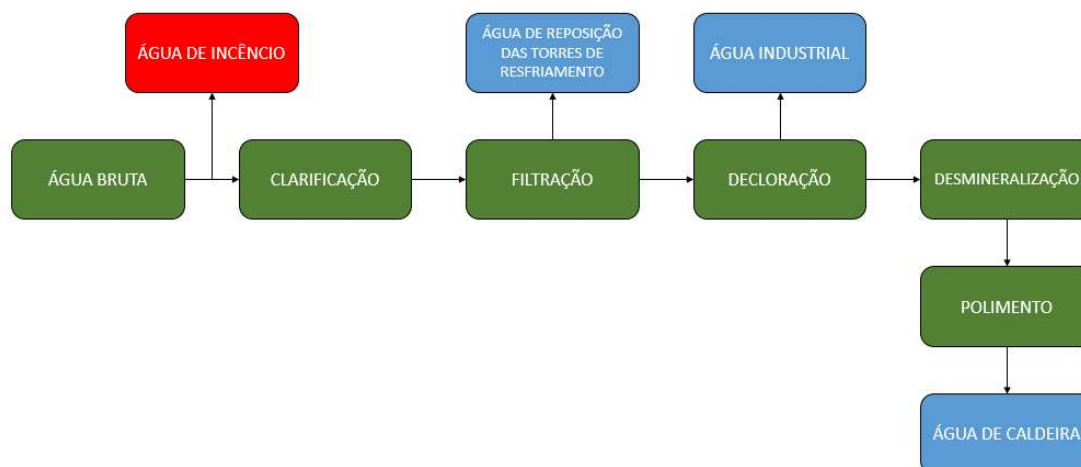 ÁGUA DE INCÊNCIO
ÁGUA DE REPOSIÇÃO
DAS TORRES DE
RESFRIAMENTO
ÁGUA INDUSTRIAL
ÁGUA BRUTA
CLARIFICAÇÃO
FILTRAÇÃO
DECLORAÇÃO
DESMINERALIZAÇÃO
POLIMENTO
ÁGUA DE CALDEIRA